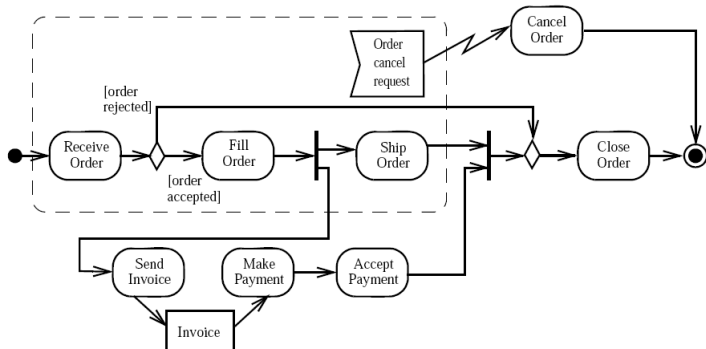 Cancel
Order
Order
cancel
request
[order
rejected]
Receive
Order
Fill
Order
Ship
Order
Close
Order
[order
accepted]
Send
Invoice
Make
Payment
Accept
Payment
Invoice